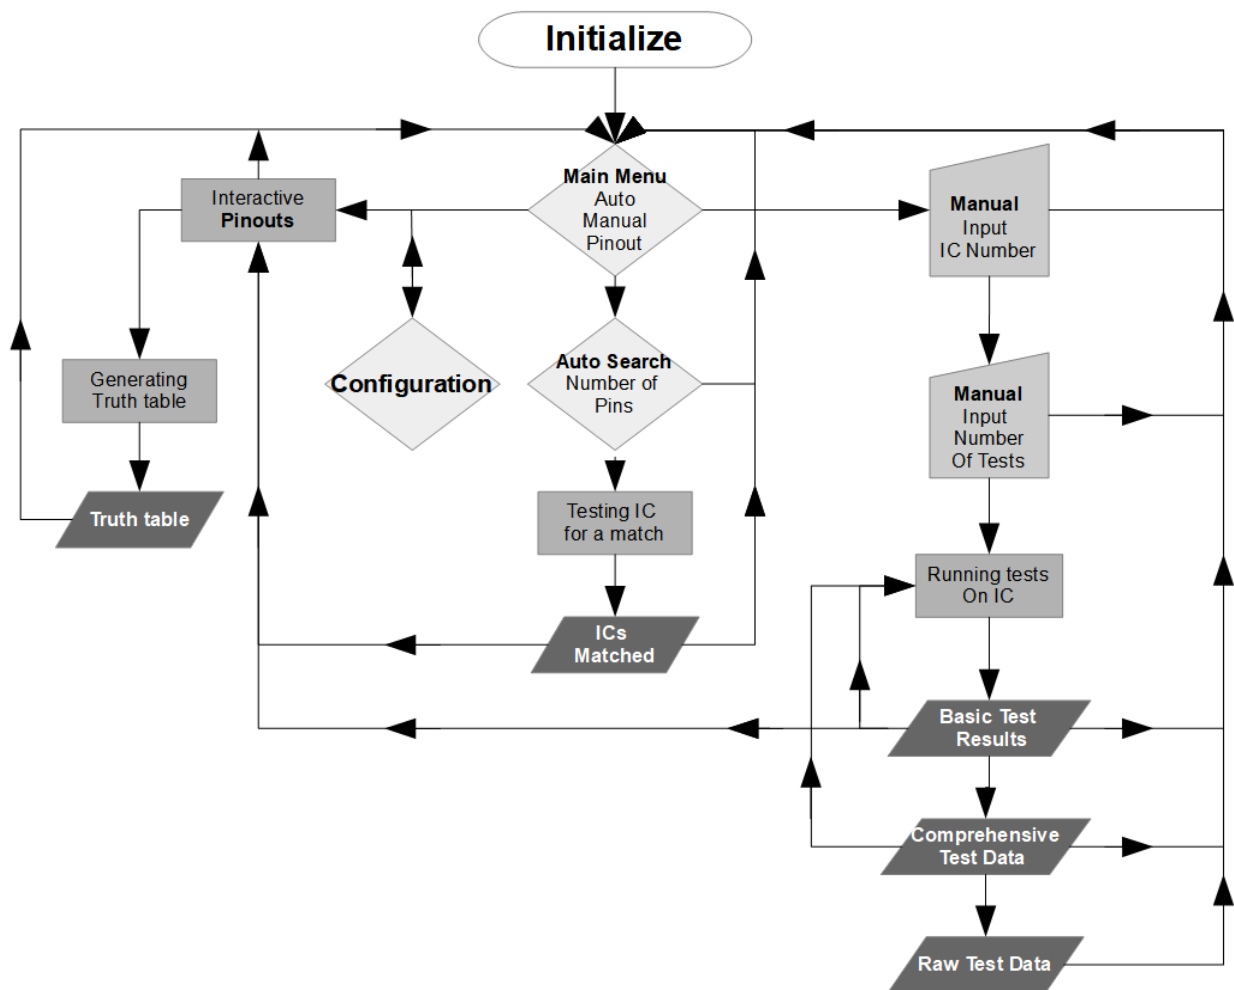 Initialize
Main Menu
Auto
Manual
Pinout
Interactive
Pinouts
Manual
Input
IC Number
Configuration
Auto Search
Number of
Pins
Generating
Truth table
Manual
Input
Number
Of Tests
Truth table
Testing IC
for a match
Running tests
On IC
ICs
Matched
Basic Test
Results
Comprehensive
Test Data
Raw Test Data